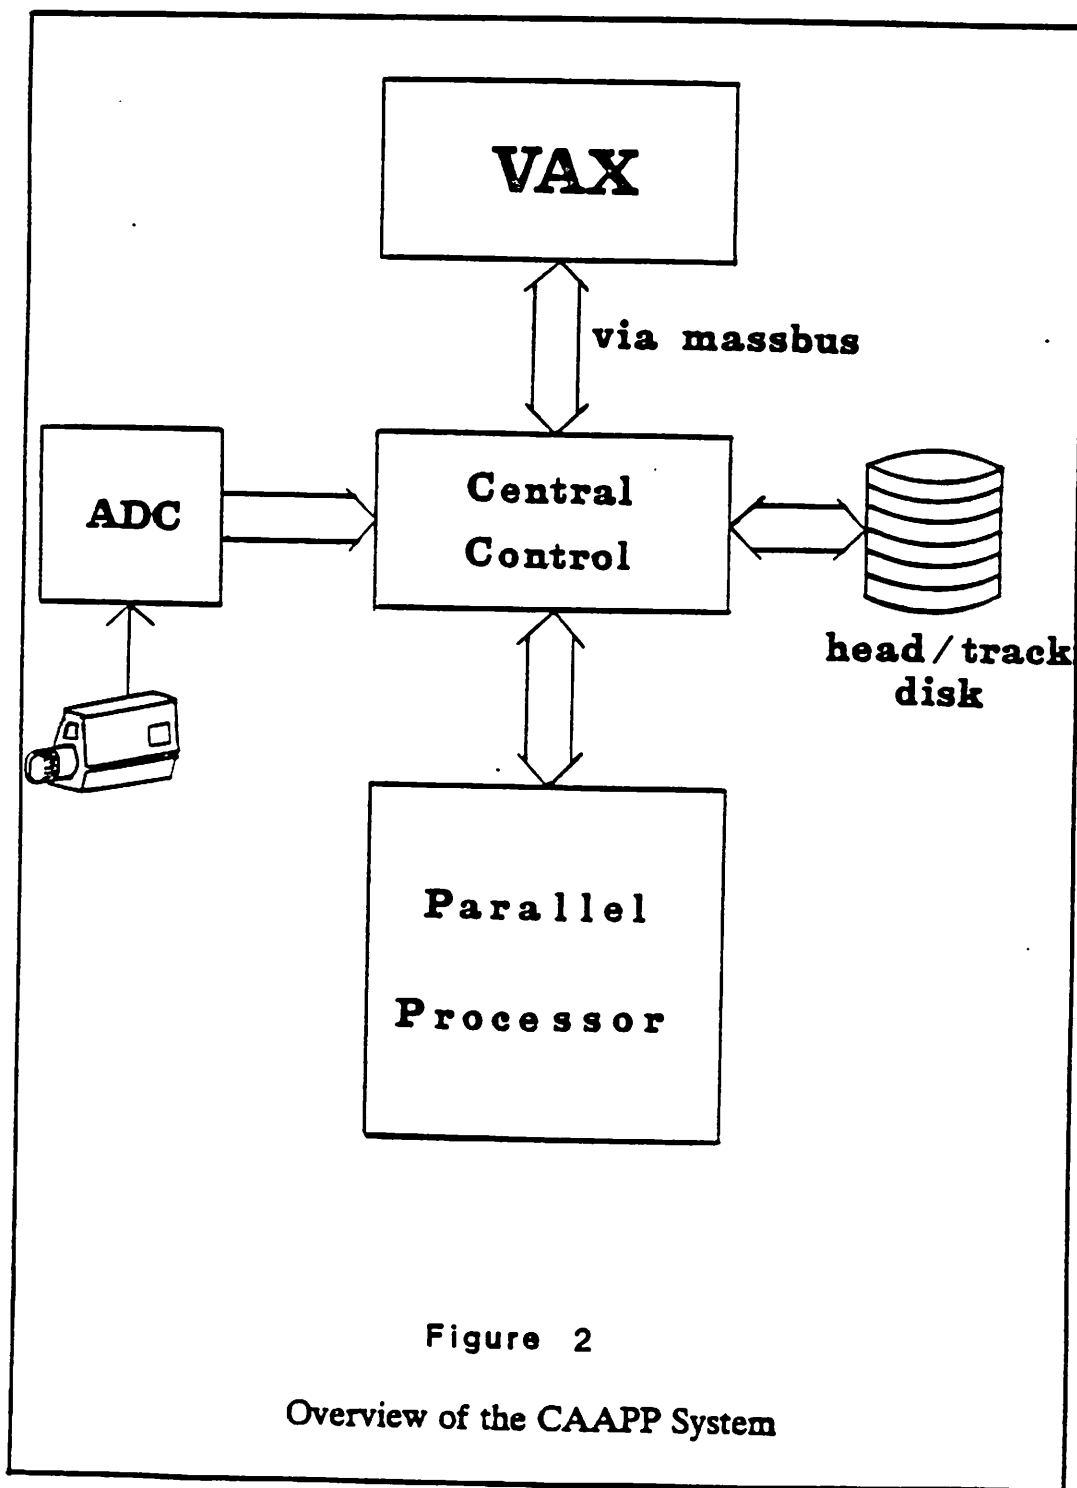 VAX
via massbus
ADC
Central
Control
head/track
disk
Parallel
Processor
Figure 2
Overview of the CAAPP System